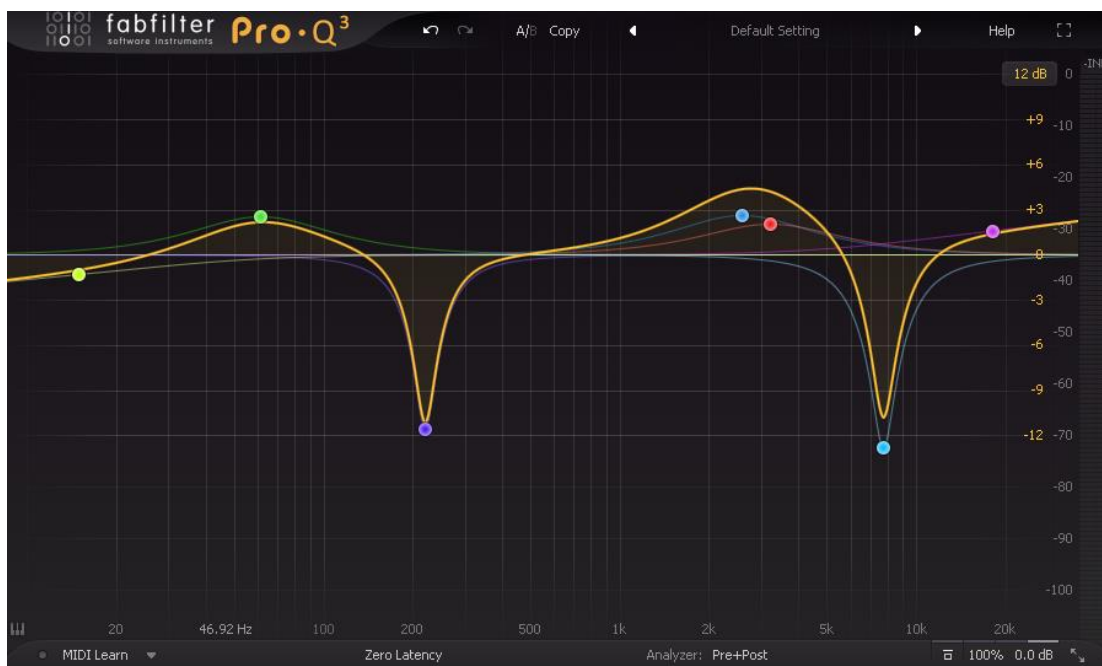 fabfilter
software instruments
Pro·Q³
A/B Copy Default Setting Help
-INF
12 dB 0
+9 -10
+6 -20
+3 -30
0 -40
-3 -50
-6 -60
-9
-12 -70
-80
-90
-100
20 46.92 Hz 100 200 500 1k 2k 5k 10k 20k
MIDI Learn Zero Latency Analyzer: Pre+Post 100% 0.0 dB